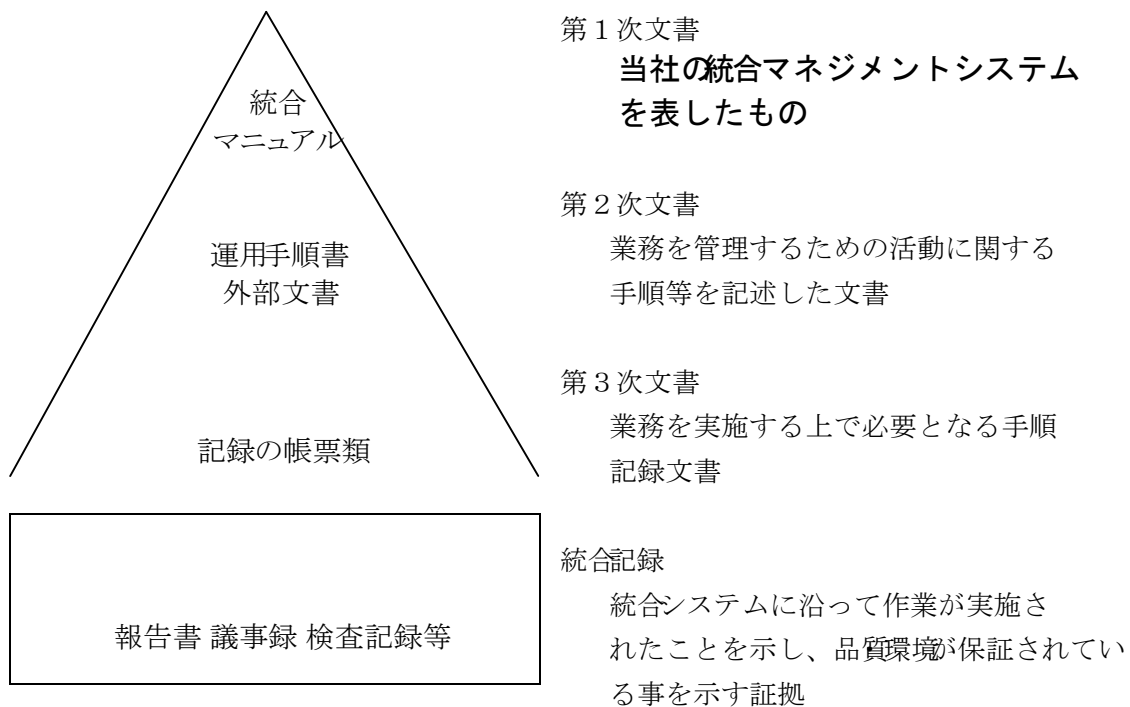 第１次文書
当社の統合マネジメントシステム
を表したもの
統合
マニュアル
第２次文書
業務を管理するための活動に関する
手順等を記述した文書
運用手順書
外部文書
第３次文書
業務を実施する上で必要となる手順
記録文書
記録の帳票類
統合記録
統合システムに沿って作業が実施さ
れたことを示し、品質環境が保証されてい
る事を示す証拠
報告書 議事録 検査記録等